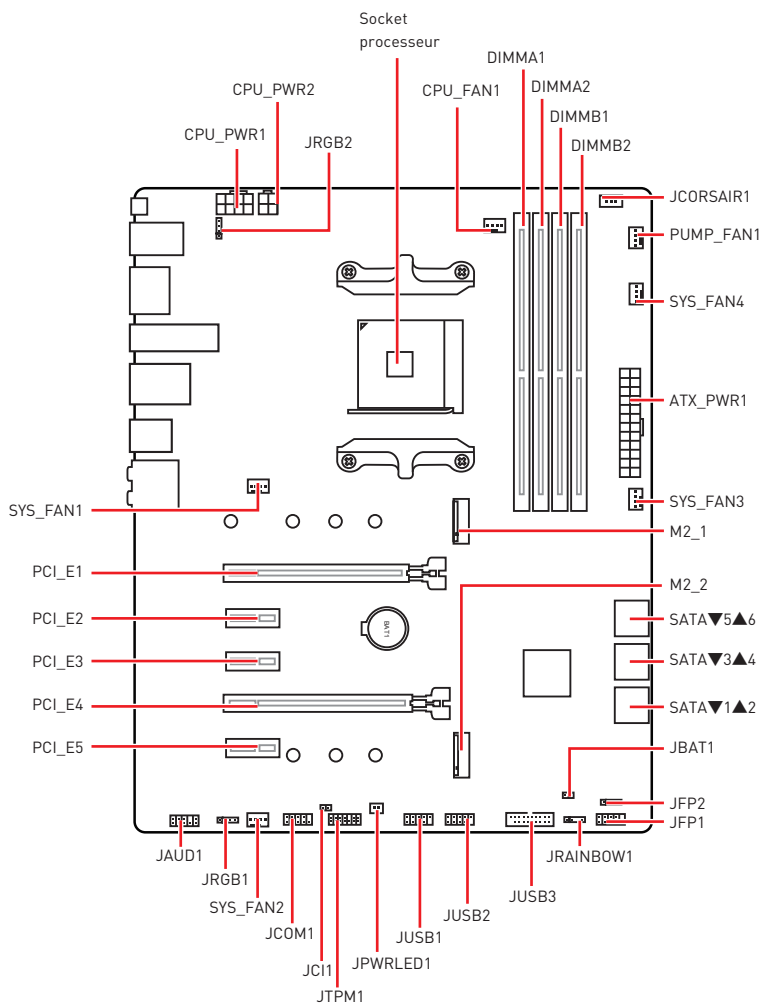 Socket
processeur
DIMMA1
DIMMA2
CPU_FAN1
DIMMB1
DIMMB2
CPU_PWR2
CPU_PWR1
JRGB2
JCORSAIR1
PUMP_FAN1
SYS_FAN4
ATX_PWR1
SYS_FAN3
M2_1
M2_2
SATA▼5▲6
SATA▼3▲4
SATA▼1▲2
JBAT1
JFP2
JFP1
SYS_FAN1
PCI_E1
PCI_E2
PCI_E3
PCI_E4
PCI_E5
BAT1
JAUD1
JRGB1
SYS_FAN2
JCOM1
JCI1
JTPM1
JPWRLED1
JUSB1
JUSB2
JUSB3
JRAINBOW1